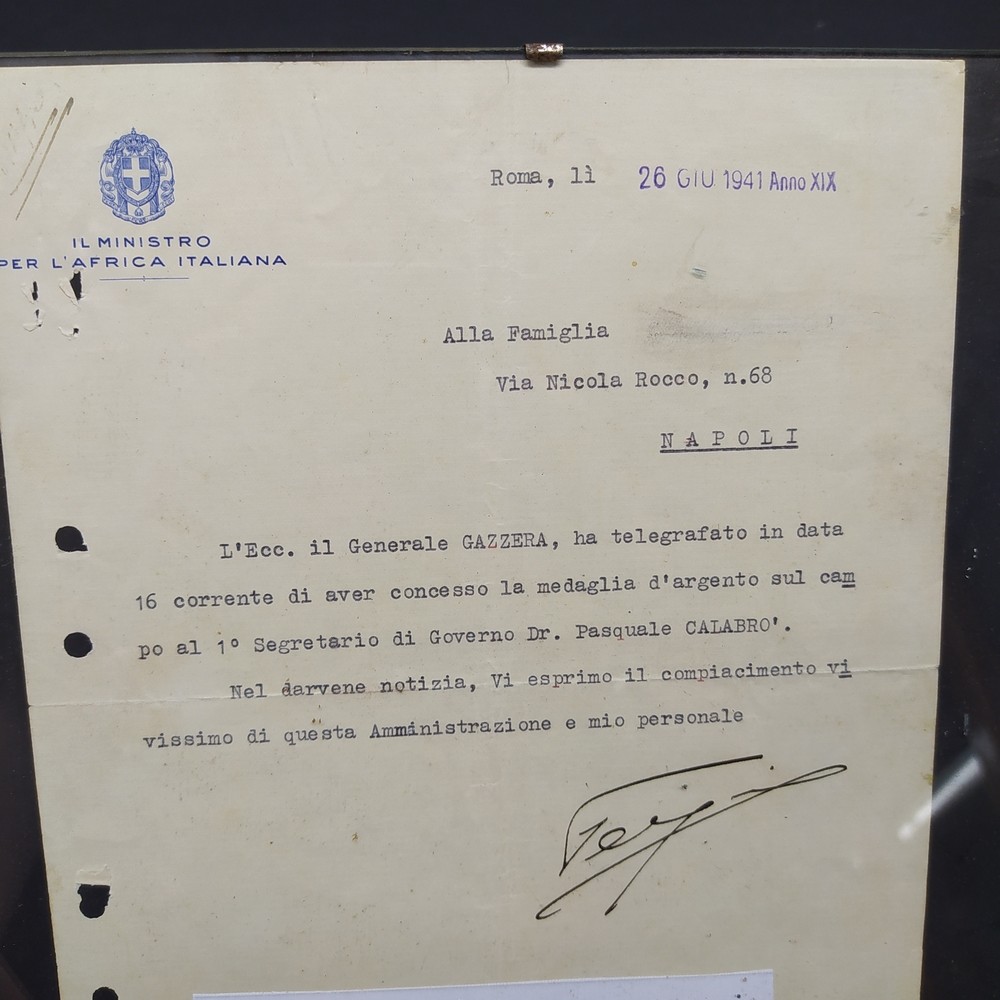 Roma, lì 26 GIU 1941 Anno XIX
IL MINISTRO
PER L'AFRICA ITALIANA
Alla Famiglia
Via Nicola Rocco, n.68
NAPOLI
L'Ecc. il Generale GAZZERA, ha telegrafato in data
16 corrente di aver concesso la medaglia d'argento sul cam
po al 1° Segretario di Governo Dr. Pasquale CALABRO'.
Nel darvene notizia, Vi esprimo il compiacimento vi
vissimo di questa Amministrazione e mio personale